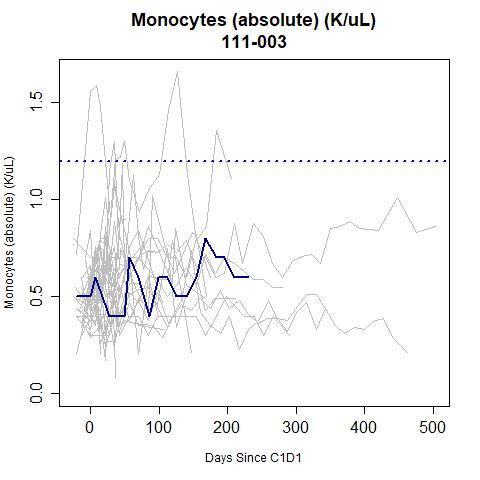 Monocytes (absolute) (K/uL)
111-003
Monocytes (absolute) (K/uL)
1.5
1.0
0.5
0.0
0 100 200 300 400 500
Days Since C1D1